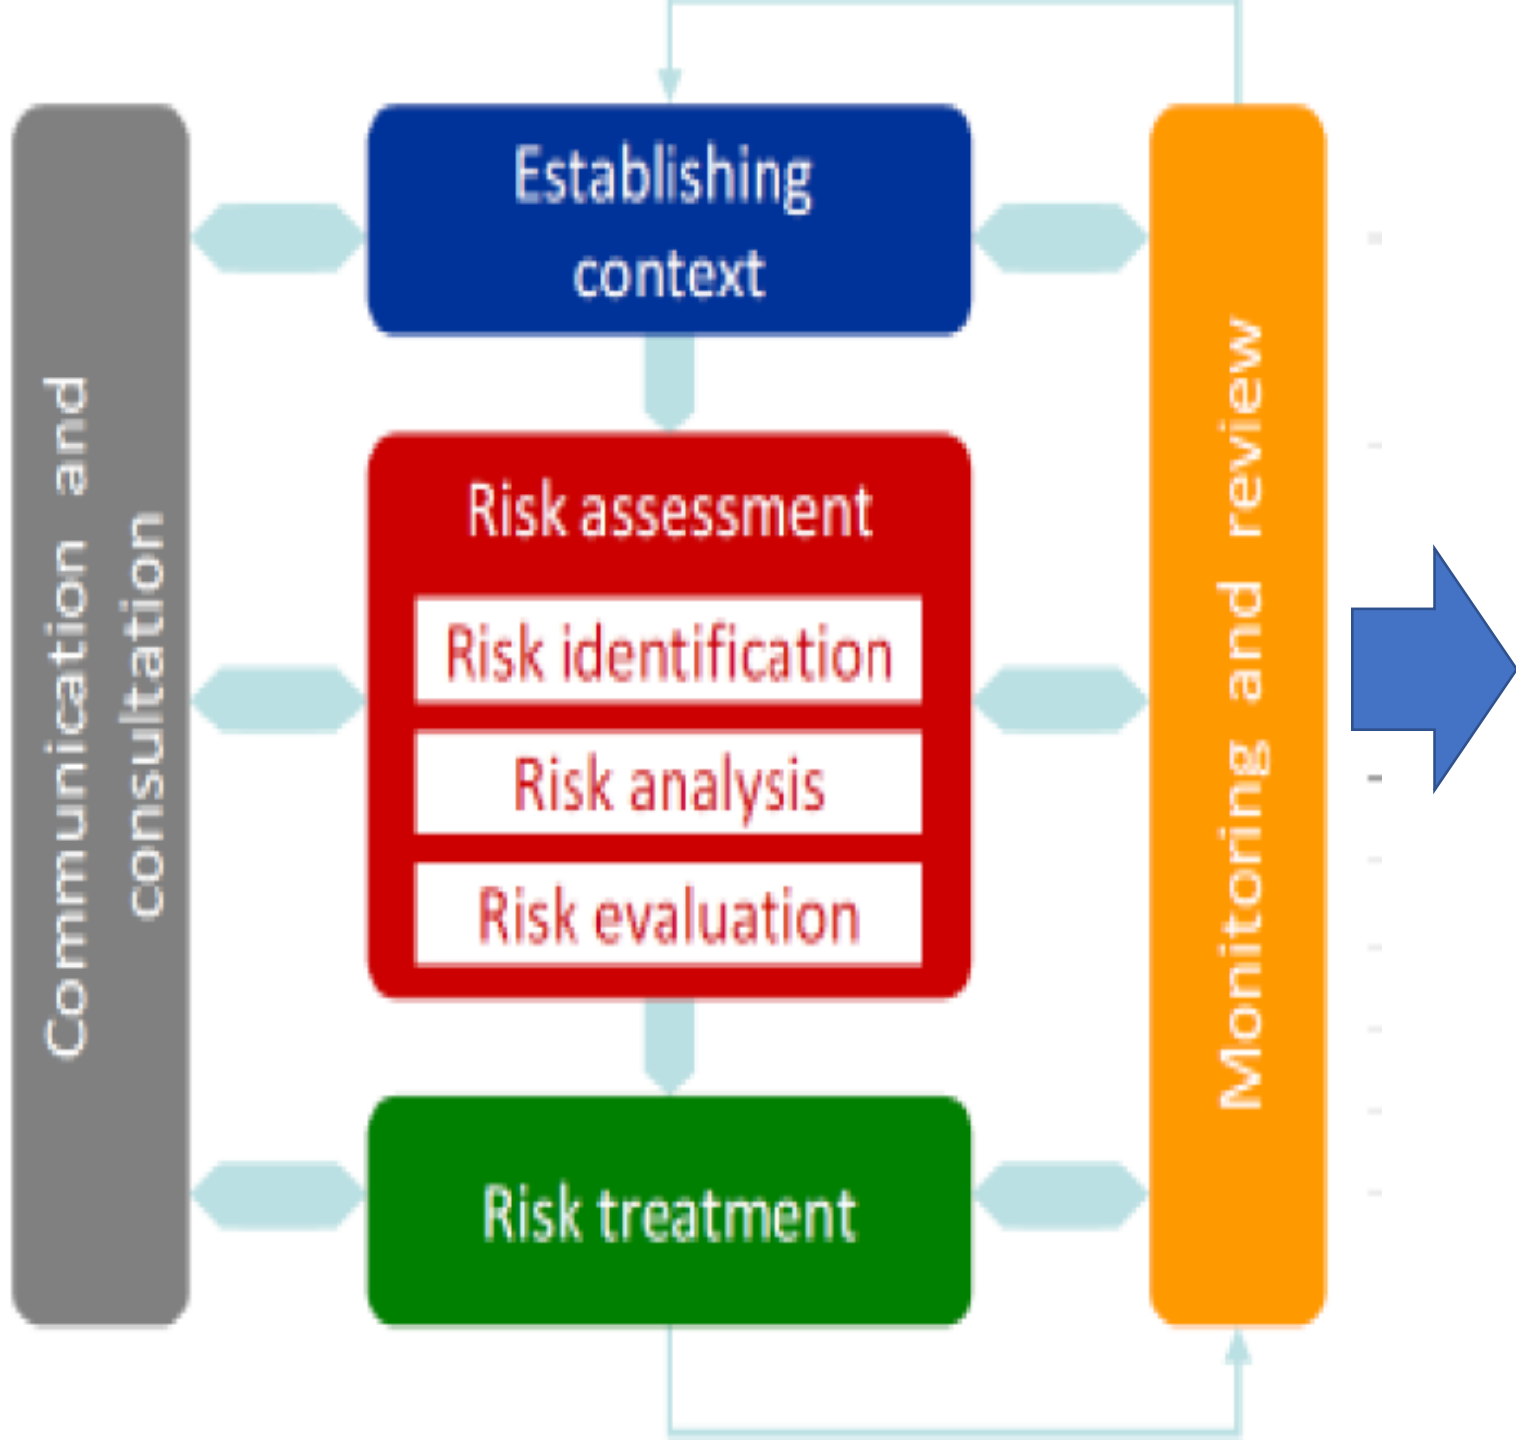 Communication and
consultation
Establishing
context
Risk assessment
Risk identification
Risk analysis
Risk evaluation
Risk treatment
Monitoring and review